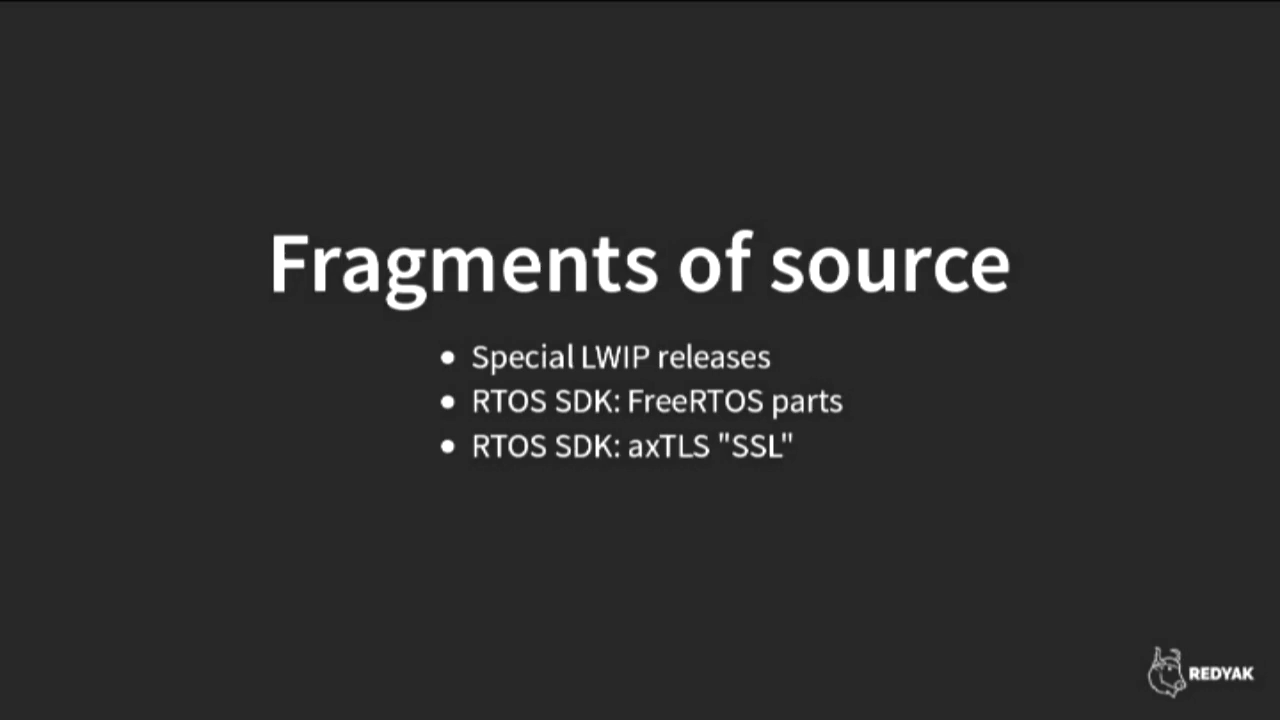 Fragments of source
• Special LWIP releases
• RTOS SDK: FreeRTOS parts
• RTOS SDK: axTLS "SSL"
REDYAK